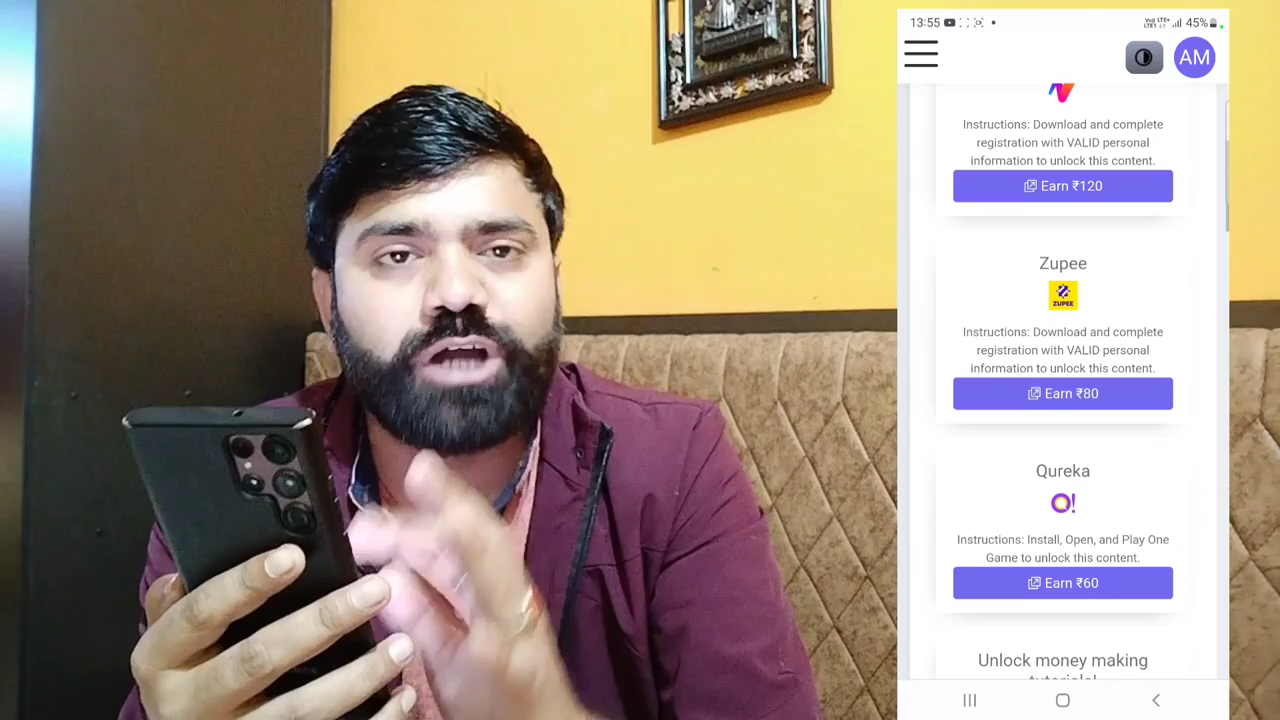 13:55
45%
AM
Instructions: Download and complete
registration with VALID personal
information to unlock this content.
Earn ₹120
Zupee
ZUPEE
Instructions: Download and complete
registration with VALID personal
information to unlock this content.
Earn ₹80
Qureka
Q!
Instructions: Install, Open, and Play One
Game to unlock this content.
Earn ₹60
Unlock money making
tutorials!